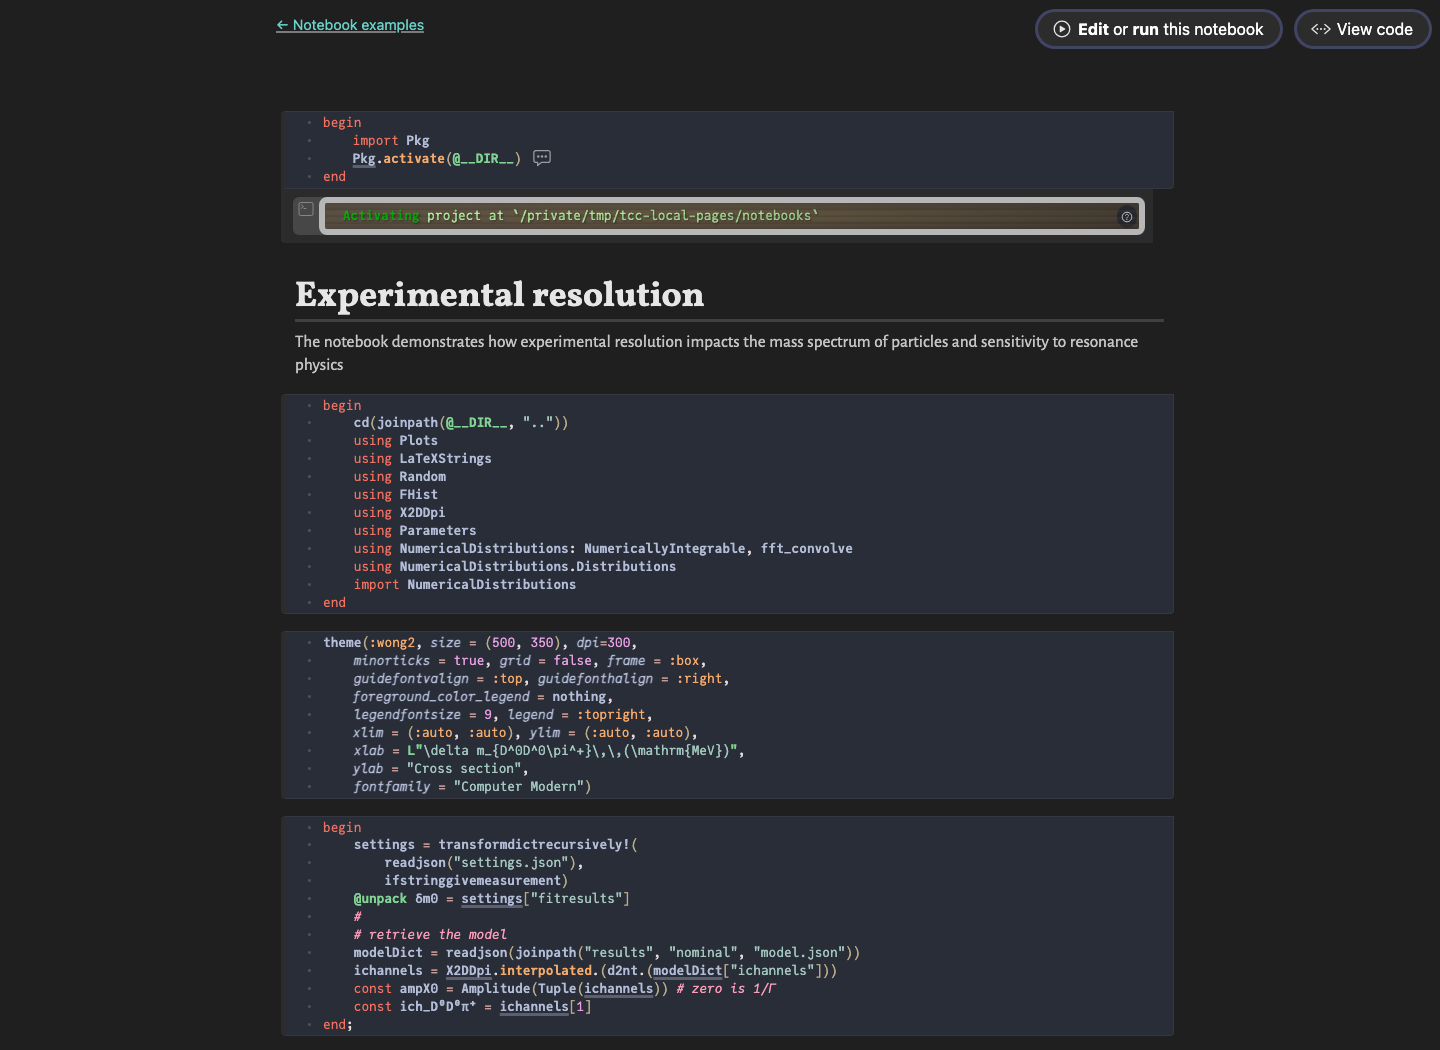 ← Notebook examples
Edit or run this notebook
View code
begin
    import Pkg
    Pkg.activate(@__DIR__)
end
Activating project at `/private/tmp/tcc-local-pages/notebooks`
Experimental resolution
The notebook demonstrates how experimental resolution impacts the mass spectrum of particles and sensitivity to resonance
physics
begin
    cd(joinpath(@__DIR__, ".."))
    using Plots
    using LaTeXStrings
    using Random
    using FHist
    using X2DDpi
    using Parameters
    using NumericalDistributions: NumericallyIntegrable, fft_convolve
    using NumericalDistributions.Distributions
    import NumericalDistributions
end
theme(:wong2, size = (500, 350), dpi=300,
    minorticks = true, grid = false, frame = :box,
    guidefontvalign = :top, guidefonthalign = :right,
    foreground_color_legend = nothing,
    legendfontsize = 9, legend = :topright,
    xlim = (:auto, :auto), ylim = (:auto, :auto),
    xlab = L"\delta m_{D^0D^0\pi^+}\,\,(\mathrm{MeV})",
    ylab = "Cross section",
    fontfamily = "Computer Modern")
begin
    settings = transformdictrecursively!(
        readjson("settings.json"),
        ifstringgivemeasurement)
    @unpack δm0 = settings["fitresults"]
    #
    # retrieve the model
    modelDict = readjson(joinpath("results", "nominal", "model.json"))
    ichannels = X2DDpi.interpolated.(d2nt.(modelDict["ichannels"]))
    const ampX0 = Amplitude(Tuple(ichannels)) # zero is 1/Γ
    const ich_D⁰D⁰π⁺ = ichannels[1]
end;